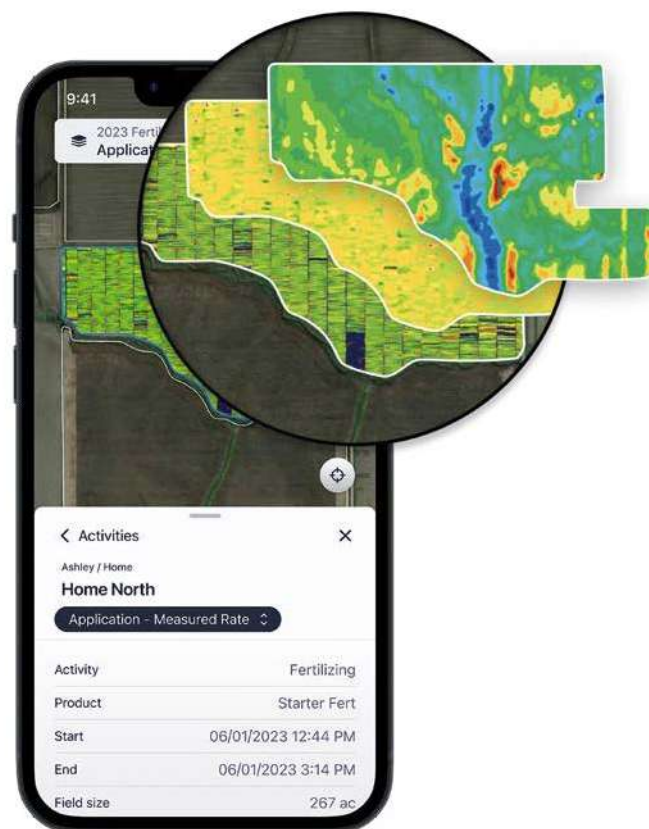 9:41
2023 Fertil
Applicat
Activities
Ashley / Home
Home North
Application - Measured Rate
Activity Fertilizing
Product Starter Fert
Start 06/01/2023 12:44 PM
End 06/01/2023 3:14 PM
Field size 267 ac